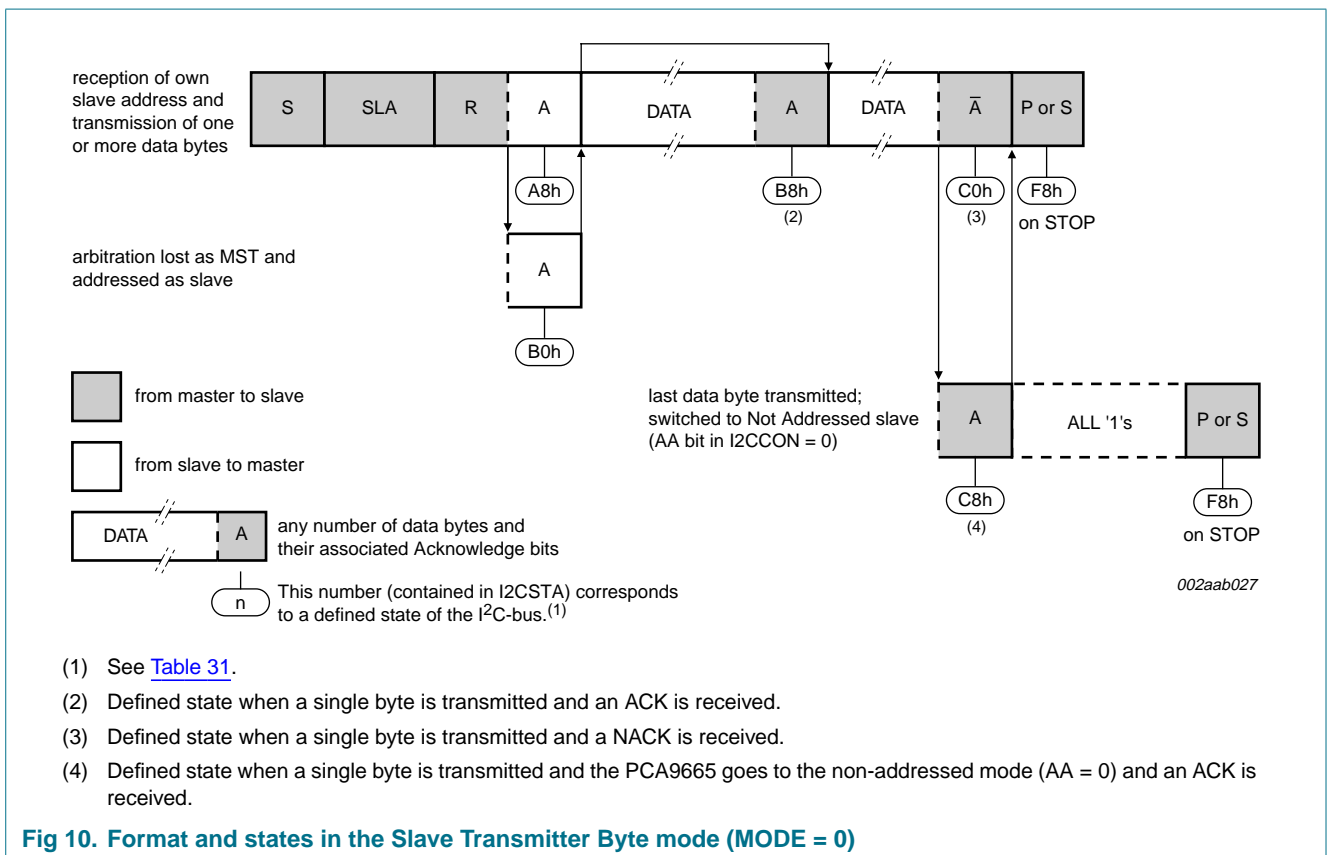 reception of own
slave address and
transmission of one
or more data bytes
S
SLA
R
A
DATA
A
DATA
A̅
P or S
A8h
B8h
(2)
C0h
(3)
F8h
on STOP
arbitration lost as MST and
addressed as slave
A
B0h
from master to slave
from slave to master
DATA
A
any number of data bytes and
their associated Acknowledge bits
n
This number (contained in I2CSTA) corresponds
to a defined state of the I²C-bus.(1)
last data byte transmitted;
switched to Not Addressed slave
(AA bit in I2CCON = 0)
A
ALL '1's
P or S
C8h
(4)
F8h
on STOP
002aab027
(1) See Table 31.
(2) Defined state when a single byte is transmitted and an ACK is received.
(3) Defined state when a single byte is transmitted and a NACK is received.
(4) Defined state when a single byte is transmitted and the PCA9665 goes to the non-addressed mode (AA = 0) and an ACK is
received.
Fig 10. Format and states in the Slave Transmitter Byte mode (MODE = 0)